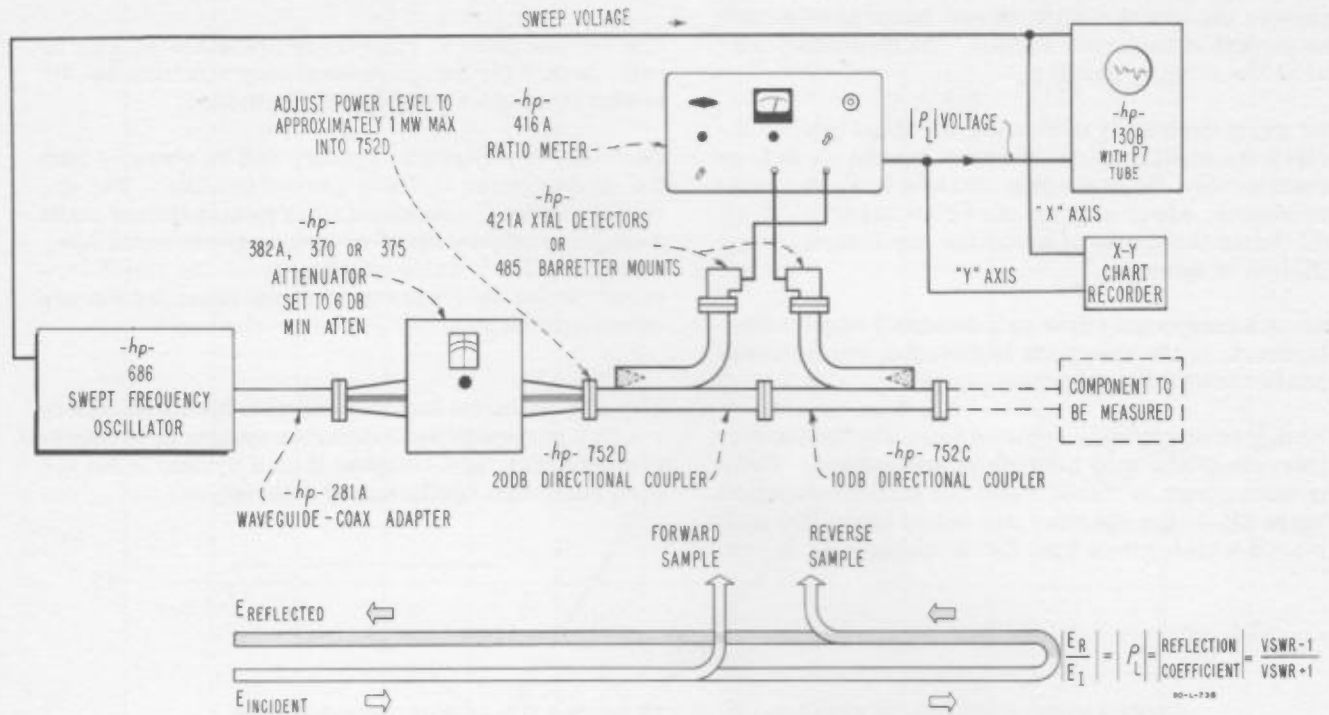 SWEEP VOLTAGE
ADJUST POWER LEVEL TO
APPROXIMATELY 1 MW MAX
INTO 752D
-hp-
416A
RATIO METER
|ρL| VOLTAGE
-hp-
130B
WITH P7
TUBE
-hp-
421A XTAL DETECTORS
OR
485 BARRETTER MOUNTS
"X" AXIS
"Y" AXIS
X-Y
CHART
RECORDER
-hp-
382A, 370 OR 375
ATTENUATOR
SET TO 6 DB
MIN ATTEN
-hp-
686
SWEPT FREQUENCY
OSCILLATOR
COMPONENT TO
BE MEASURED
-hp- 281A
WAVEGUIDE-COAX ADAPTER
-hp- 752D
20DB DIRECTIONAL COUPLER
-hp- 752C
10DB DIRECTIONAL COUPLER
FORWARD
SAMPLE
REVERSE
SAMPLE
E REFLECTED
E INCIDENT
|ER/EI| = |ρL| = |REFLECTION COEFFICIENT| = VSWR-1/VSWR+1